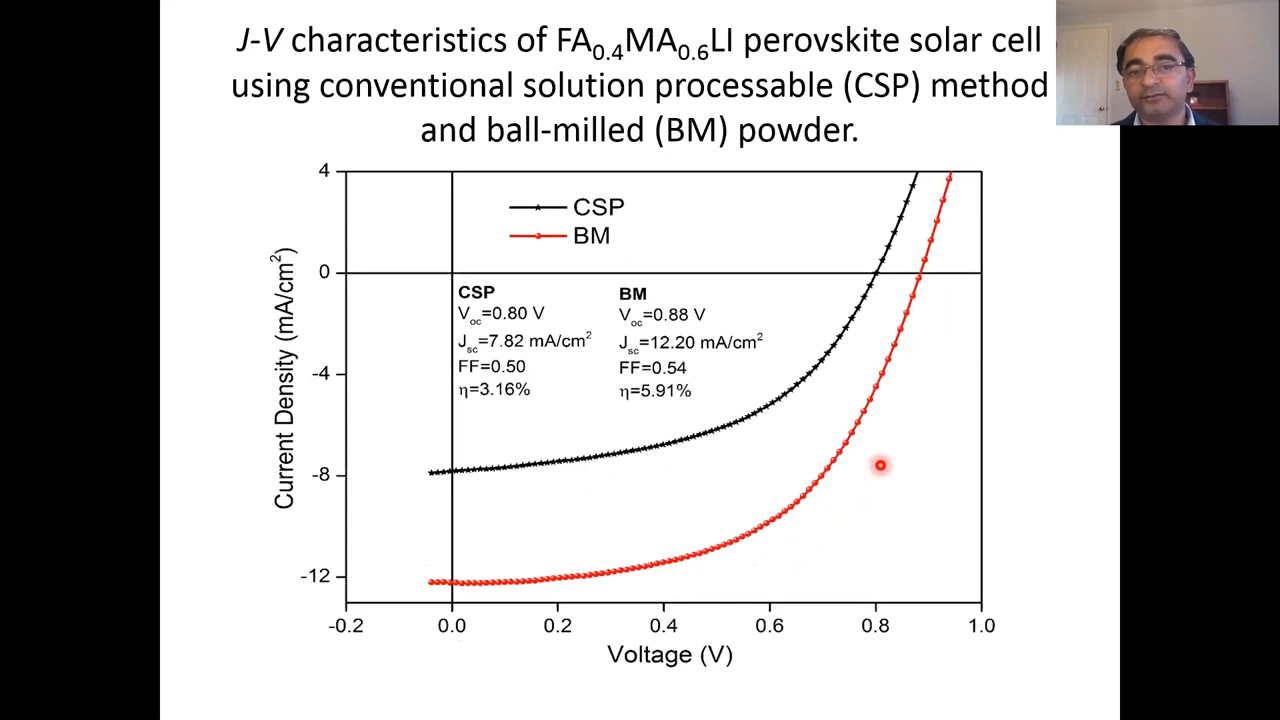 J-V characteristics of FA0.4MA0.6LI perovskite solar cell
using conventional solution processable (CSP) method
and ball-milled (BM) powder.
4
CSP
BM
0
CSP
Voc=0.80 V
Jsc=7.82 mA/cm2
FF=0.50
η=3.16%
BM
Voc=0.88 V
Jsc=12.20 mA/cm2
FF=0.54
η=5.91%
-4
-8
-12
Current Density (mA/cm2)
-0.2 0.0 0.2 0.4 0.6 0.8 1.0
Voltage (V)